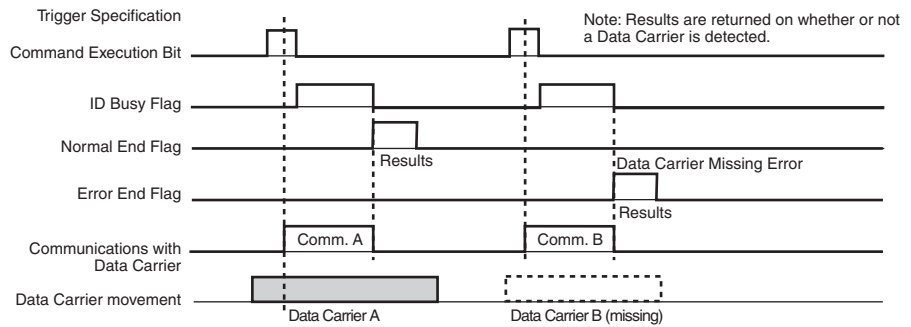 Trigger Specification
Note: Results are returned on whether or not
a Data Carrier is detected.
Command Execution Bit
ID Busy Flag
Normal End Flag
Results
Data Carrier Missing Error
Error End Flag
Results
Comm. A
Comm. B
Communications with
Data Carrier
Data Carrier movement
Data Carrier A
Data Carrier B (missing)